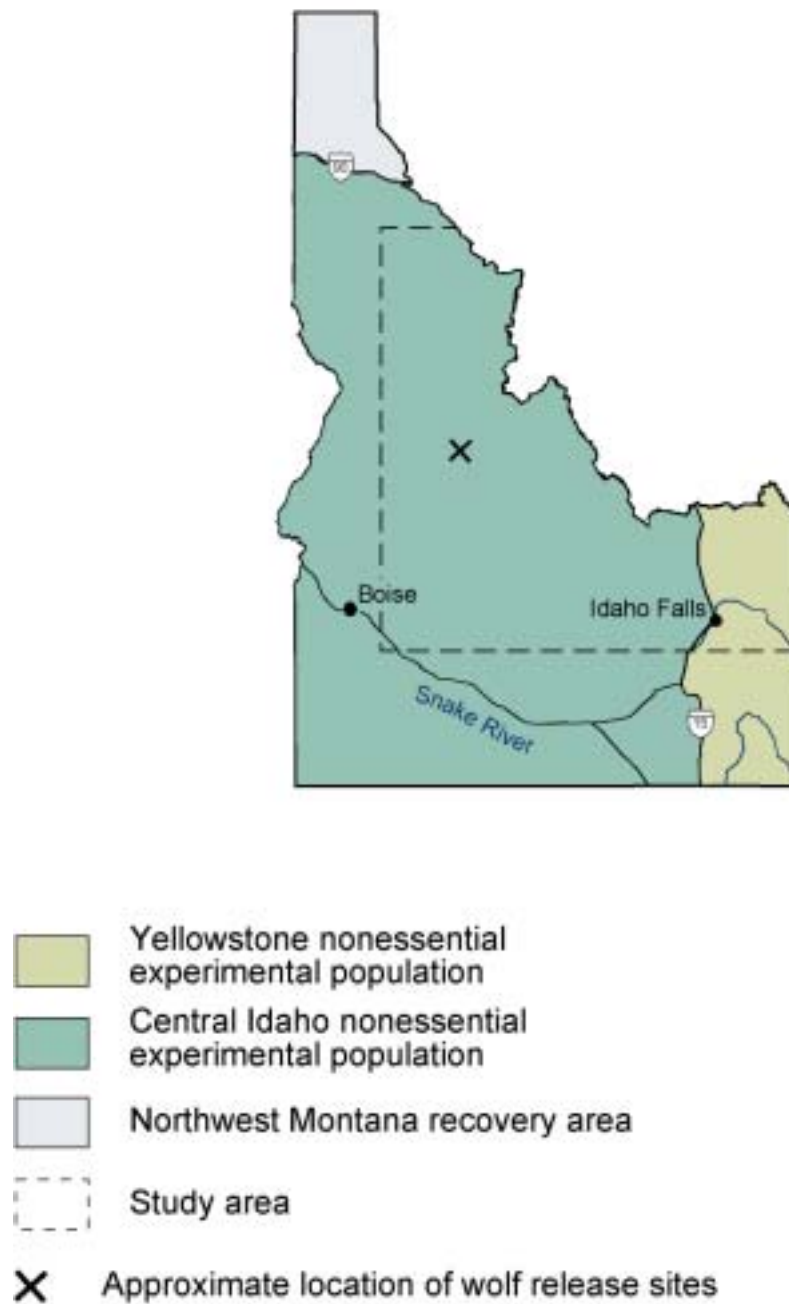 90
Boise
Idaho Falls
Snake River
15
Yellowstone nonessential
experimental population
Central Idaho nonessential
experimental population
Northwest Montana recovery area
Study area
Approximate location of wolf release sites